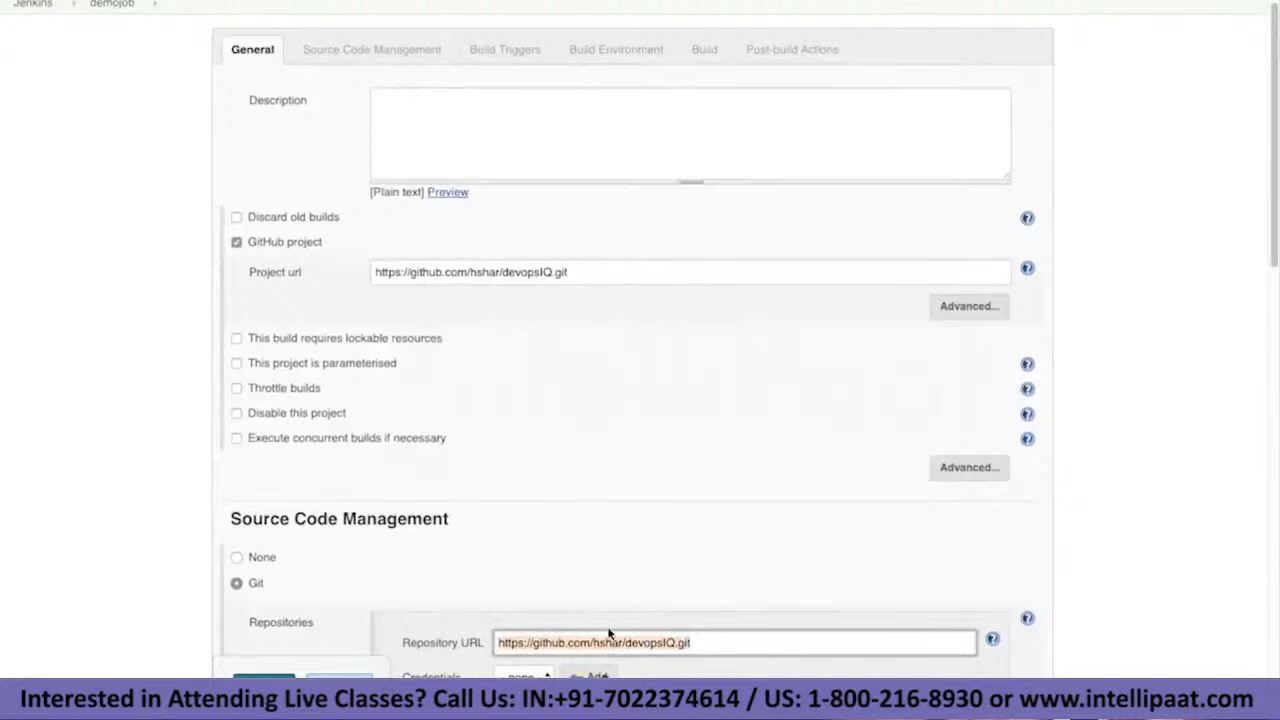 Jenkins
demojob
General
Source Code Management
Build Triggers
Build Environment
Build
Post-build Actions
Description
[Plain text] Preview
Discard old builds
GitHub project
Project url
https://github.com/hshar/devopsIQ.git
Advanced...
This build requires lockable resources
This project is parameterised
Throttle builds
Disable this project
Execute concurrent builds if necessary
Advanced...
Source Code Management
None
Git
Repositories
Repository URL
https://github.com/hshar/devopsIQ.git
Credentials
- none -
Add
Interested in Attending Live Classes? Call Us: IN:+91-7022374614 / US: 1-800-216-8930 or www.intellipaat.com